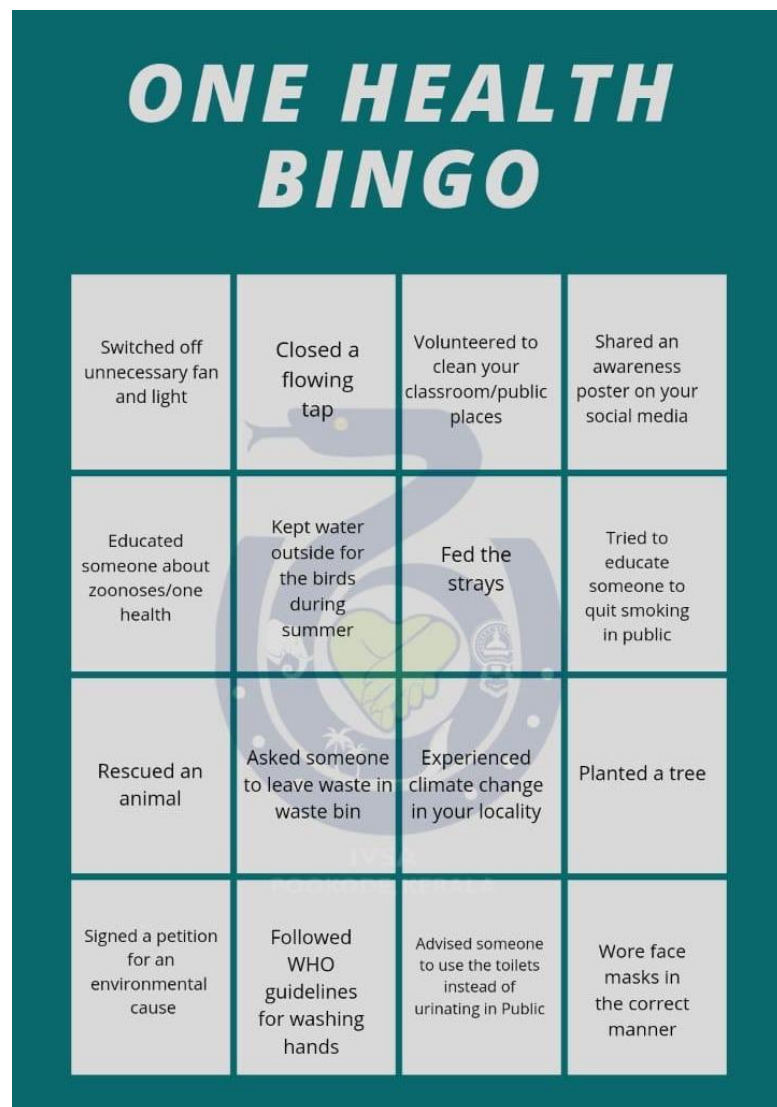 ONE HEALTH
BINGO
Switched off
unnecessary fan
and light
Closed a
flowing
tap
Volunteered to
clean your
classroom/public
places
Shared an
awareness
poster on your
social media
Educated
someone about
zoonoses/one
health
Kept water
outside for
the birds
during
summer
Fed the
strays
Tried to
educate
someone to
quit smoking
in public
Rescued an
animal
Asked someone
to leave waste in
waste bin
Experienced
climate change
in your locality
Planted a tree
IVSA
POOKODE KERALA
Signed a petition
for an
environmental
cause
Followed
WHO
guidelines
for washing
hands
Advised someone
to use the toilets
instead of
urinating in Public
Wore face
masks in
the correct
manner